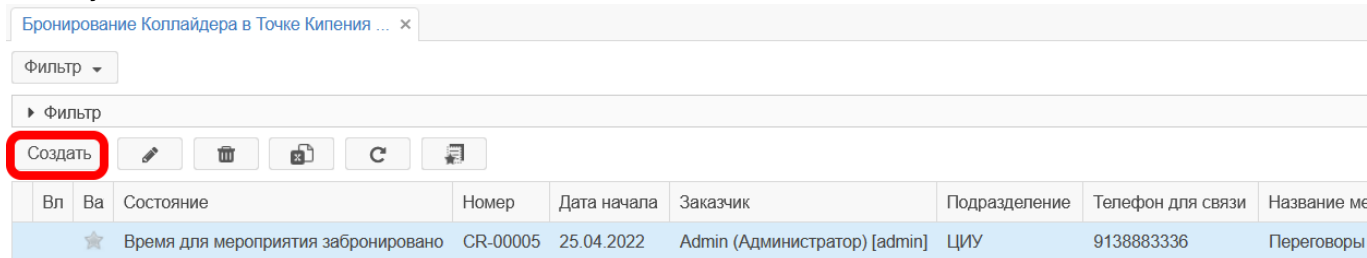 Бронирование Коллайдера в Точке Кипения ... ×
Фильтр
Фильтр
Создать
Вл Ва Состояние Номер Дата начала Заказчик Подразделение Телефон для связи Название ме
Время для мероприятия забронировано CR-00005 25.04.2022 Admin (Администратор) [admin] ЦИУ 9138883336 Переговоры